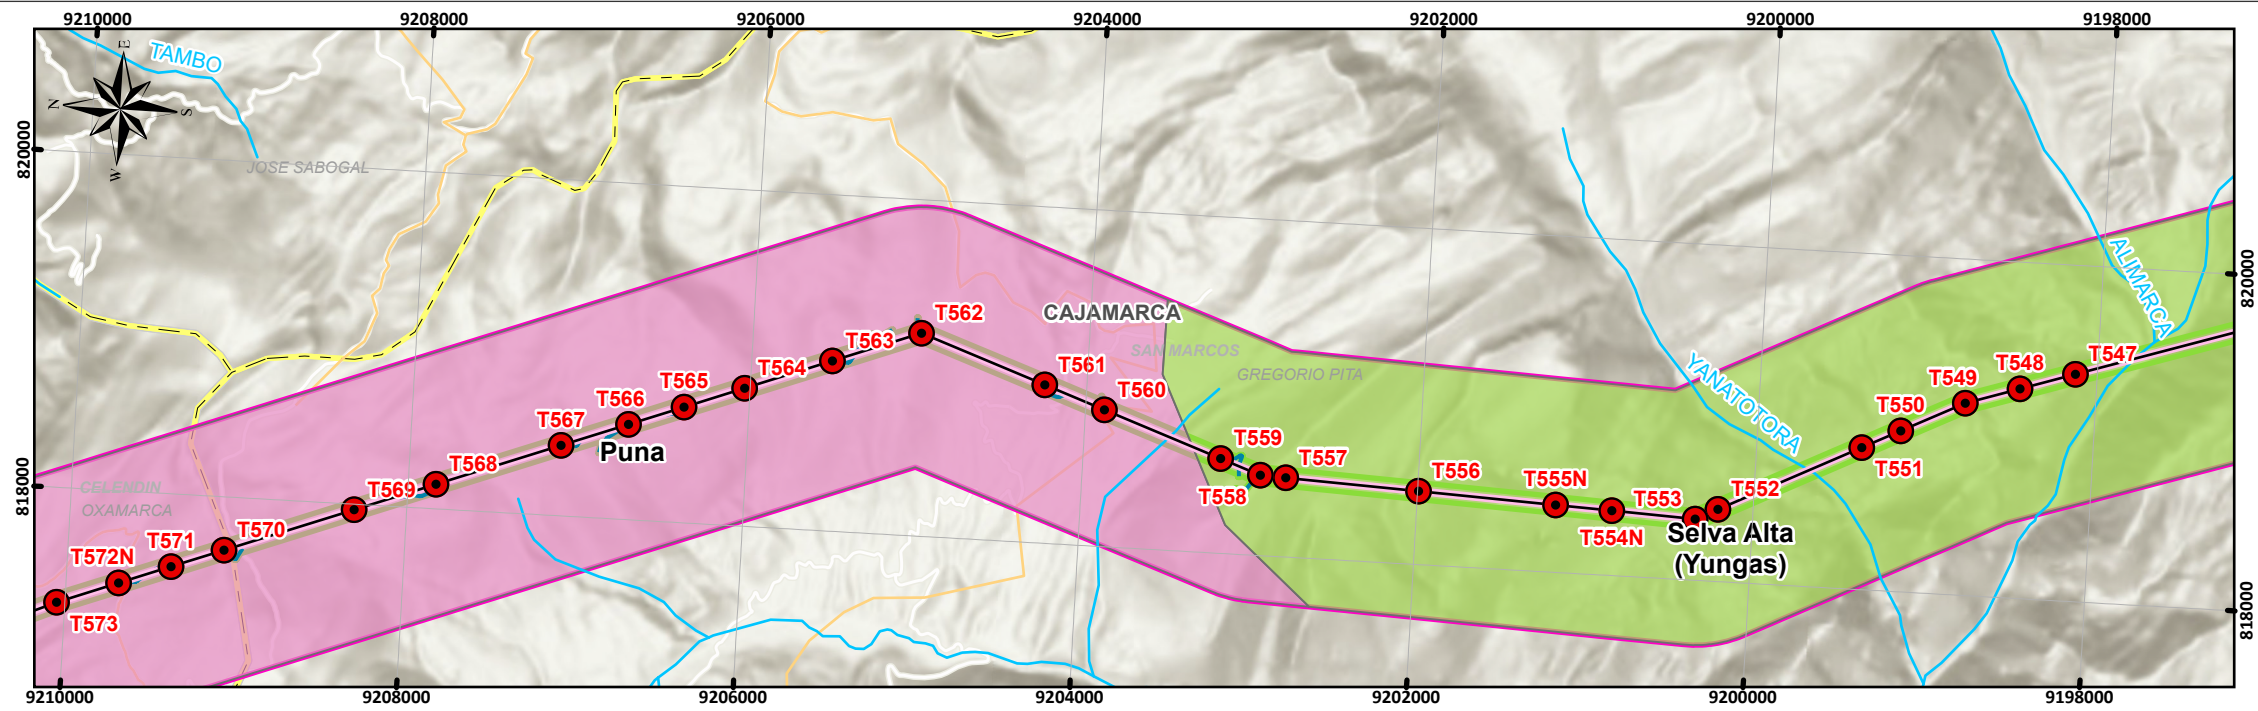 9210000
9208000
9206000
9204000
9202000
9200000
9198000
TAMBO
E
N
S
W
820000
JOSE SABOGAL
820000
ALIMARCA
CAJAMARCA
SAN MARCOS
GREGORIO PITA
YANATOTORA
T562
T563
T564
T565
T566
T567
T568
T569
T570
T571
T572N
T573
T561
T560
T559
T558
T557
T556
T555N
T554N
T553
T552
T551
T550
T549
T548
T547
Puna
Selva Alta
(Yungas)
CELENDIN
OXAMARCA
818000
818000
9210000
9208000
9206000
9204000
9202000
9200000
9198000